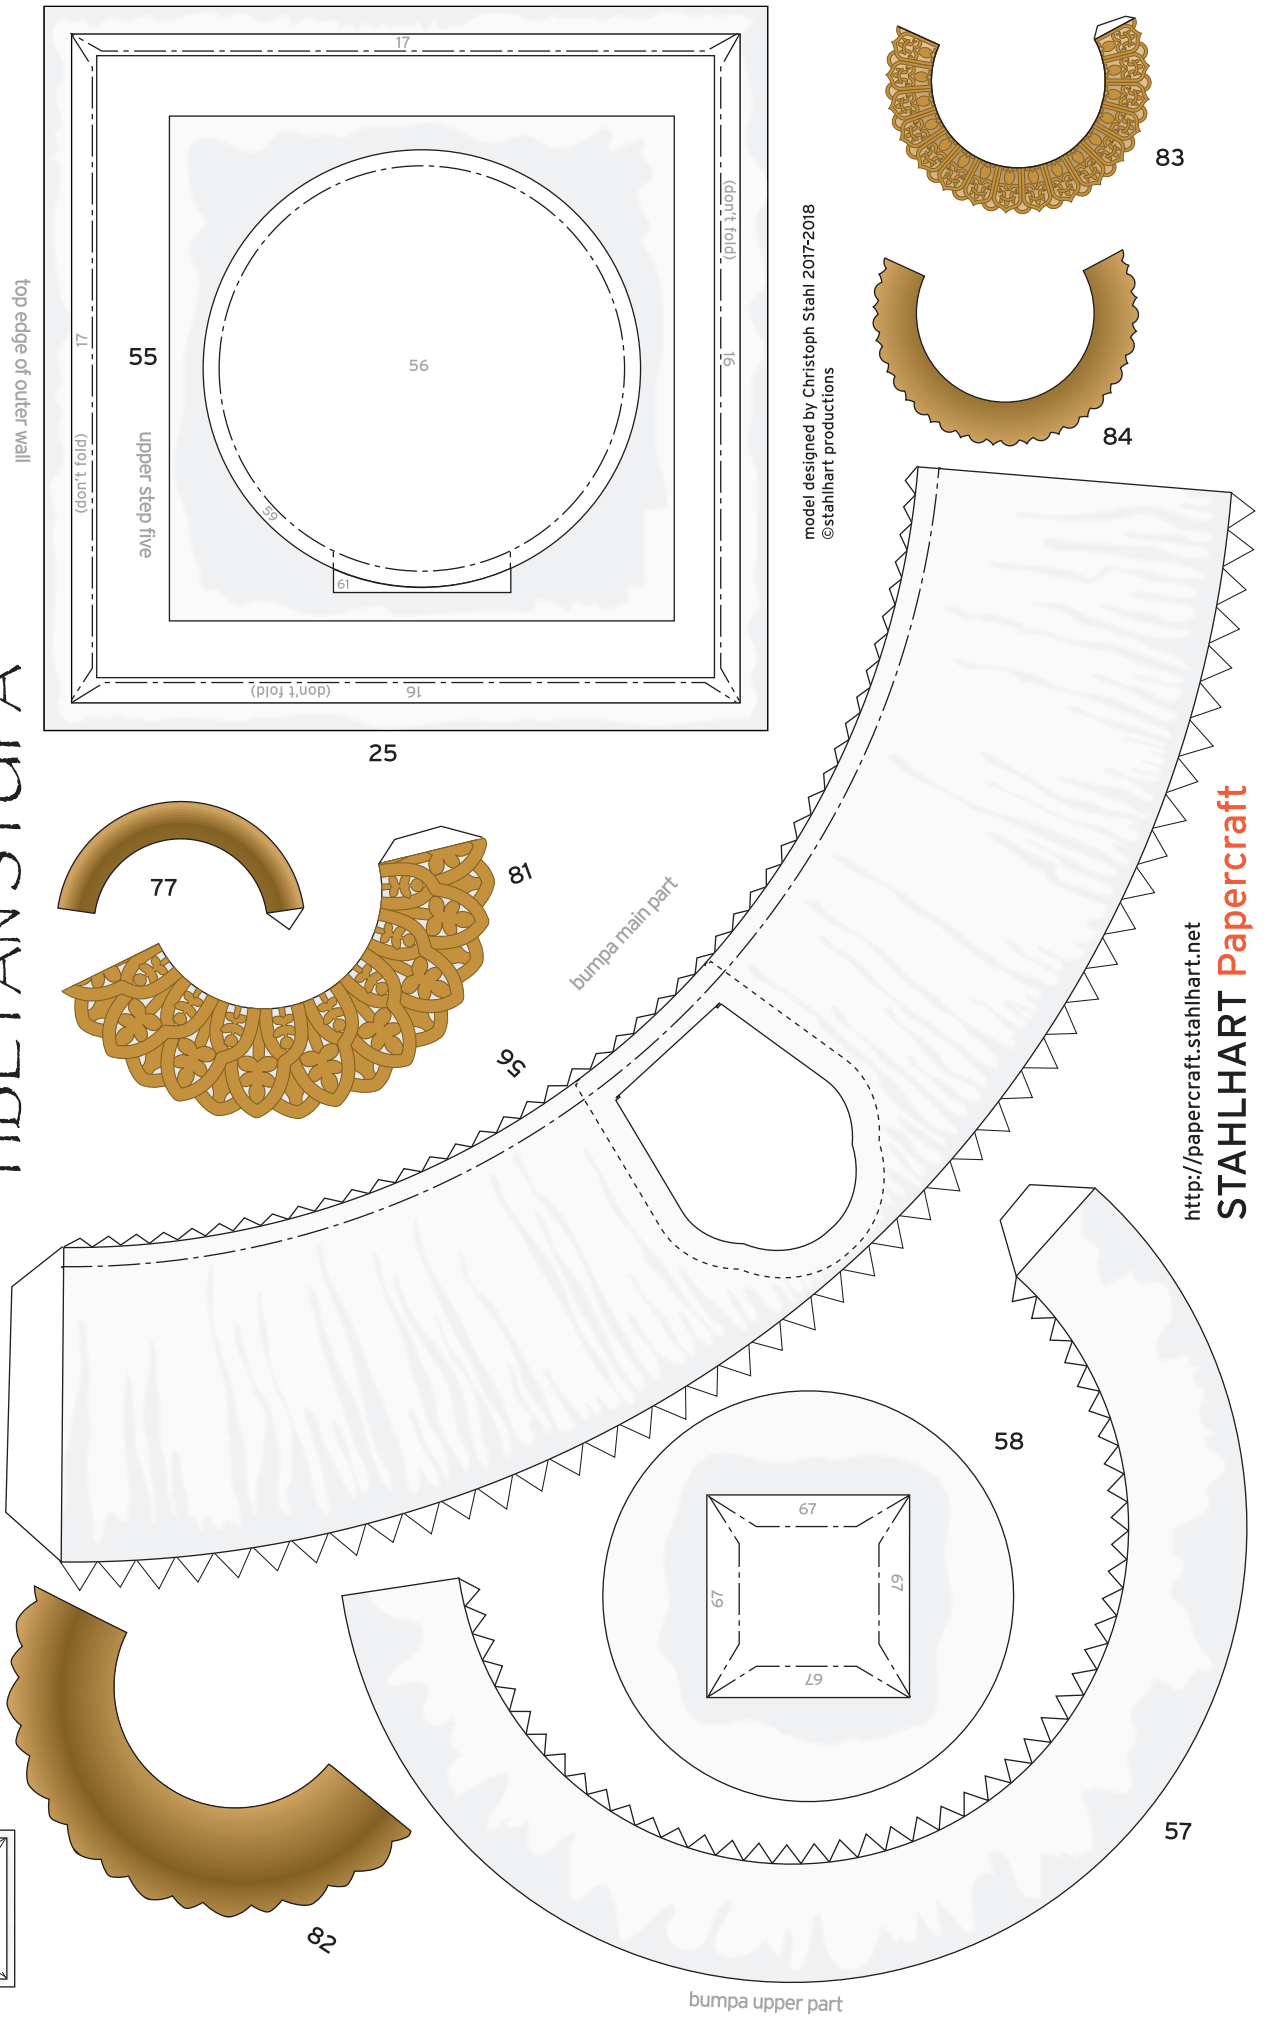 17
17
(don't fold)
(don't fold)
16
16
(don't fold)
top edge of outer wall
55
upper step five
56
59
61
25
83
84
model designed by Christoph Stahl 2017-2018
©stahlhart productions
77
81
bumpa main part
56
http://papercraft.stahlhart.net
STAHLHART Papercraft
58
67
67
67
67
57
82
bumpa upper part